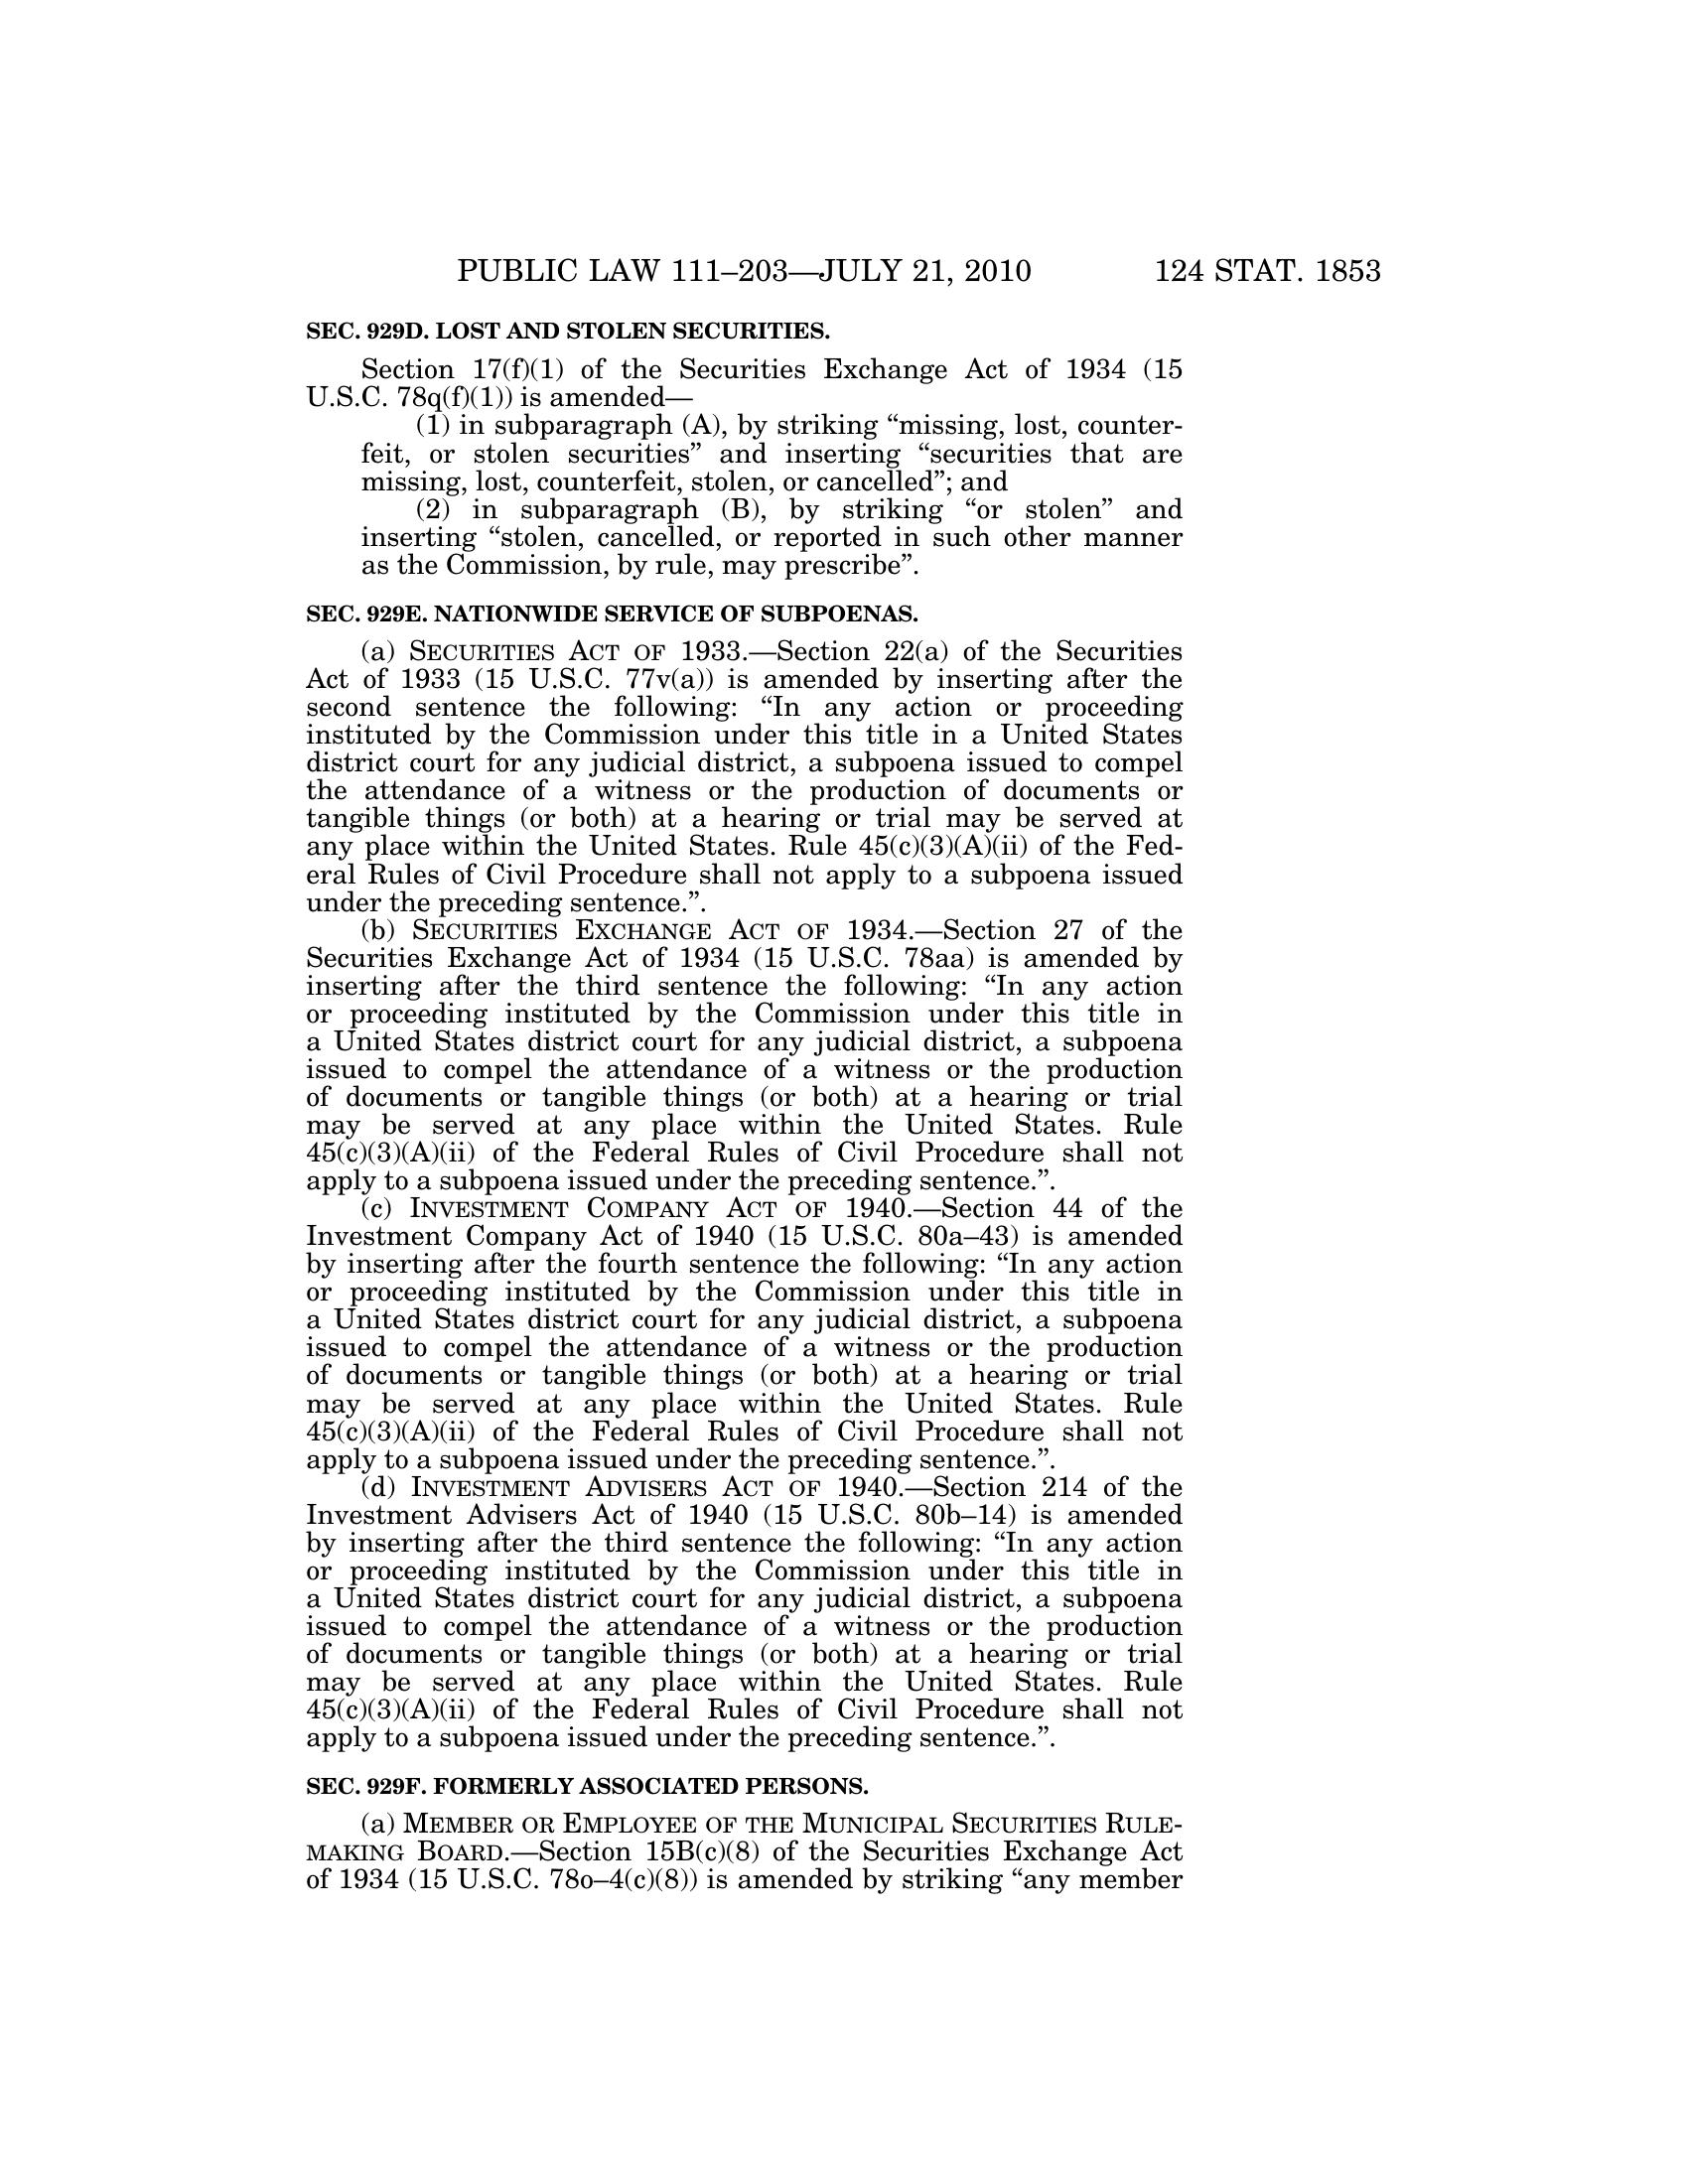 PUBLIC LAW 111–203—JULY 21, 2010 124 STAT. 1853
SEC. 929D. LOST AND STOLEN SECURITIES.
Section 17(f)(1) of the Securities Exchange Act of 1934 (15
U.S.C. 78q(f)(1)) is amended—
(1) in subparagraph (A), by striking “missing, lost, counter-
feit, or stolen securities” and inserting “securities that are
missing, lost, counterfeit, stolen, or cancelled”; and
(2) in subparagraph (B), by striking “or stolen” and
inserting “stolen, cancelled, or reported in such other manner
as the Commission, by rule, may prescribe”.
SEC. 929E. NATIONWIDE SERVICE OF SUBPOENAS.
(a) SECURITIES ACT OF 1933.—Section 22(a) of the Securities
Act of 1933 (15 U.S.C. 77v(a)) is amended by inserting after the
second sentence the following: “In any action or proceeding
instituted by the Commission under this title in a United States
district court for any judicial district, a subpoena issued to compel
the attendance of a witness or the production of documents or
tangible things (or both) at a hearing or trial may be served at
any place within the United States. Rule 45(c)(3)(A)(ii) of the Fed-
eral Rules of Civil Procedure shall not apply to a subpoena issued
under the preceding sentence.”.
(b) SECURITIES EXCHANGE ACT OF 1934.—Section 27 of the
Securities Exchange Act of 1934 (15 U.S.C. 78aa) is amended by
inserting after the third sentence the following: “In any action
or proceeding instituted by the Commission under this title in
a United States district court for any judicial district, a subpoena
issued to compel the attendance of a witness or the production
of documents or tangible things (or both) at a hearing or trial
may be served at any place within the United States. Rule
45(c)(3)(A)(ii) of the Federal Rules of Civil Procedure shall not
apply to a subpoena issued under the preceding sentence.”.
(c) INVESTMENT COMPANY ACT OF 1940.—Section 44 of the
Investment Company Act of 1940 (15 U.S.C. 80a–43) is amended
by inserting after the fourth sentence the following: “In any action
or proceeding instituted by the Commission under this title in
a United States district court for any judicial district, a subpoena
issued to compel the attendance of a witness or the production
of documents or tangible things (or both) at a hearing or trial
may be served at any place within the United States. Rule
45(c)(3)(A)(ii) of the Federal Rules of Civil Procedure shall not
apply to a subpoena issued under the preceding sentence.”.
(d) INVESTMENT ADVISERS ACT OF 1940.—Section 214 of the
Investment Advisers Act of 1940 (15 U.S.C. 80b–14) is amended
by inserting after the third sentence the following: “In any action
or proceeding instituted by the Commission under this title in
a United States district court for any judicial district, a subpoena
issued to compel the attendance of a witness or the production
of documents or tangible things (or both) at a hearing or trial
may be served at any place within the United States. Rule
45(c)(3)(A)(ii) of the Federal Rules of Civil Procedure shall not
apply to a subpoena issued under the preceding sentence.”.
SEC. 929F. FORMERLY ASSOCIATED PERSONS.
(a) MEMBER OR EMPLOYEE OF THE MUNICIPAL SECURITIES RULE-
MAKING BOARD.—Section 15B(c)(8) of the Securities Exchange Act
of 1934 (15 U.S.C. 78o–4(c)(8)) is amended by striking “any member